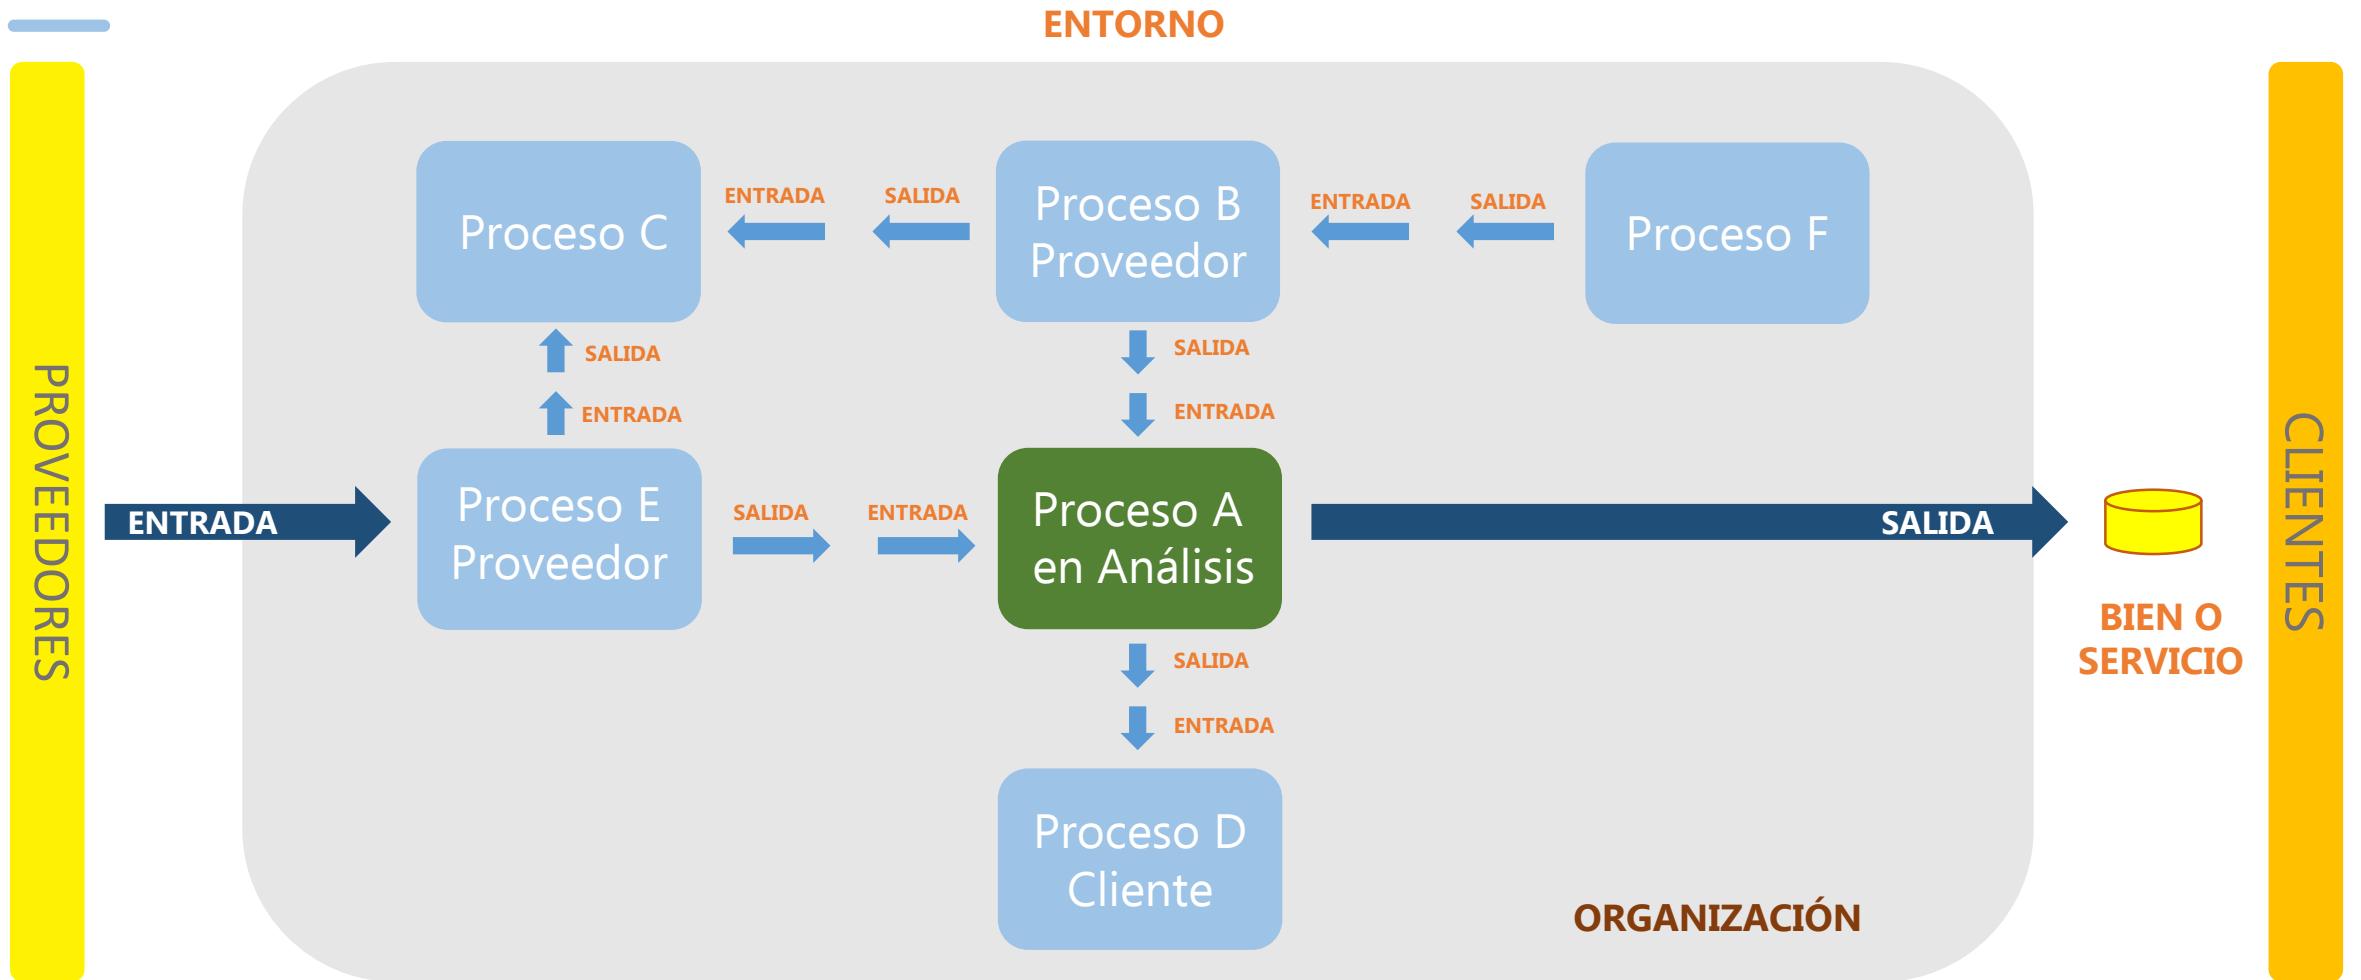 ENTORNO
PROVEEDORES
CLIENTES
Proceso C
ENTRADA
SALIDA
Proceso B
Proveedor
ENTRADA
SALIDA
Proceso F
SALIDA
ENTRADA
SALIDA
ENTRADA
ENTRADA
Proceso E
Proveedor
SALIDA
ENTRADA
Proceso A
en Análisis
SALIDA
BIEN O
SERVICIO
SALIDA
ENTRADA
Proceso D
Cliente
ORGANIZACIÓN